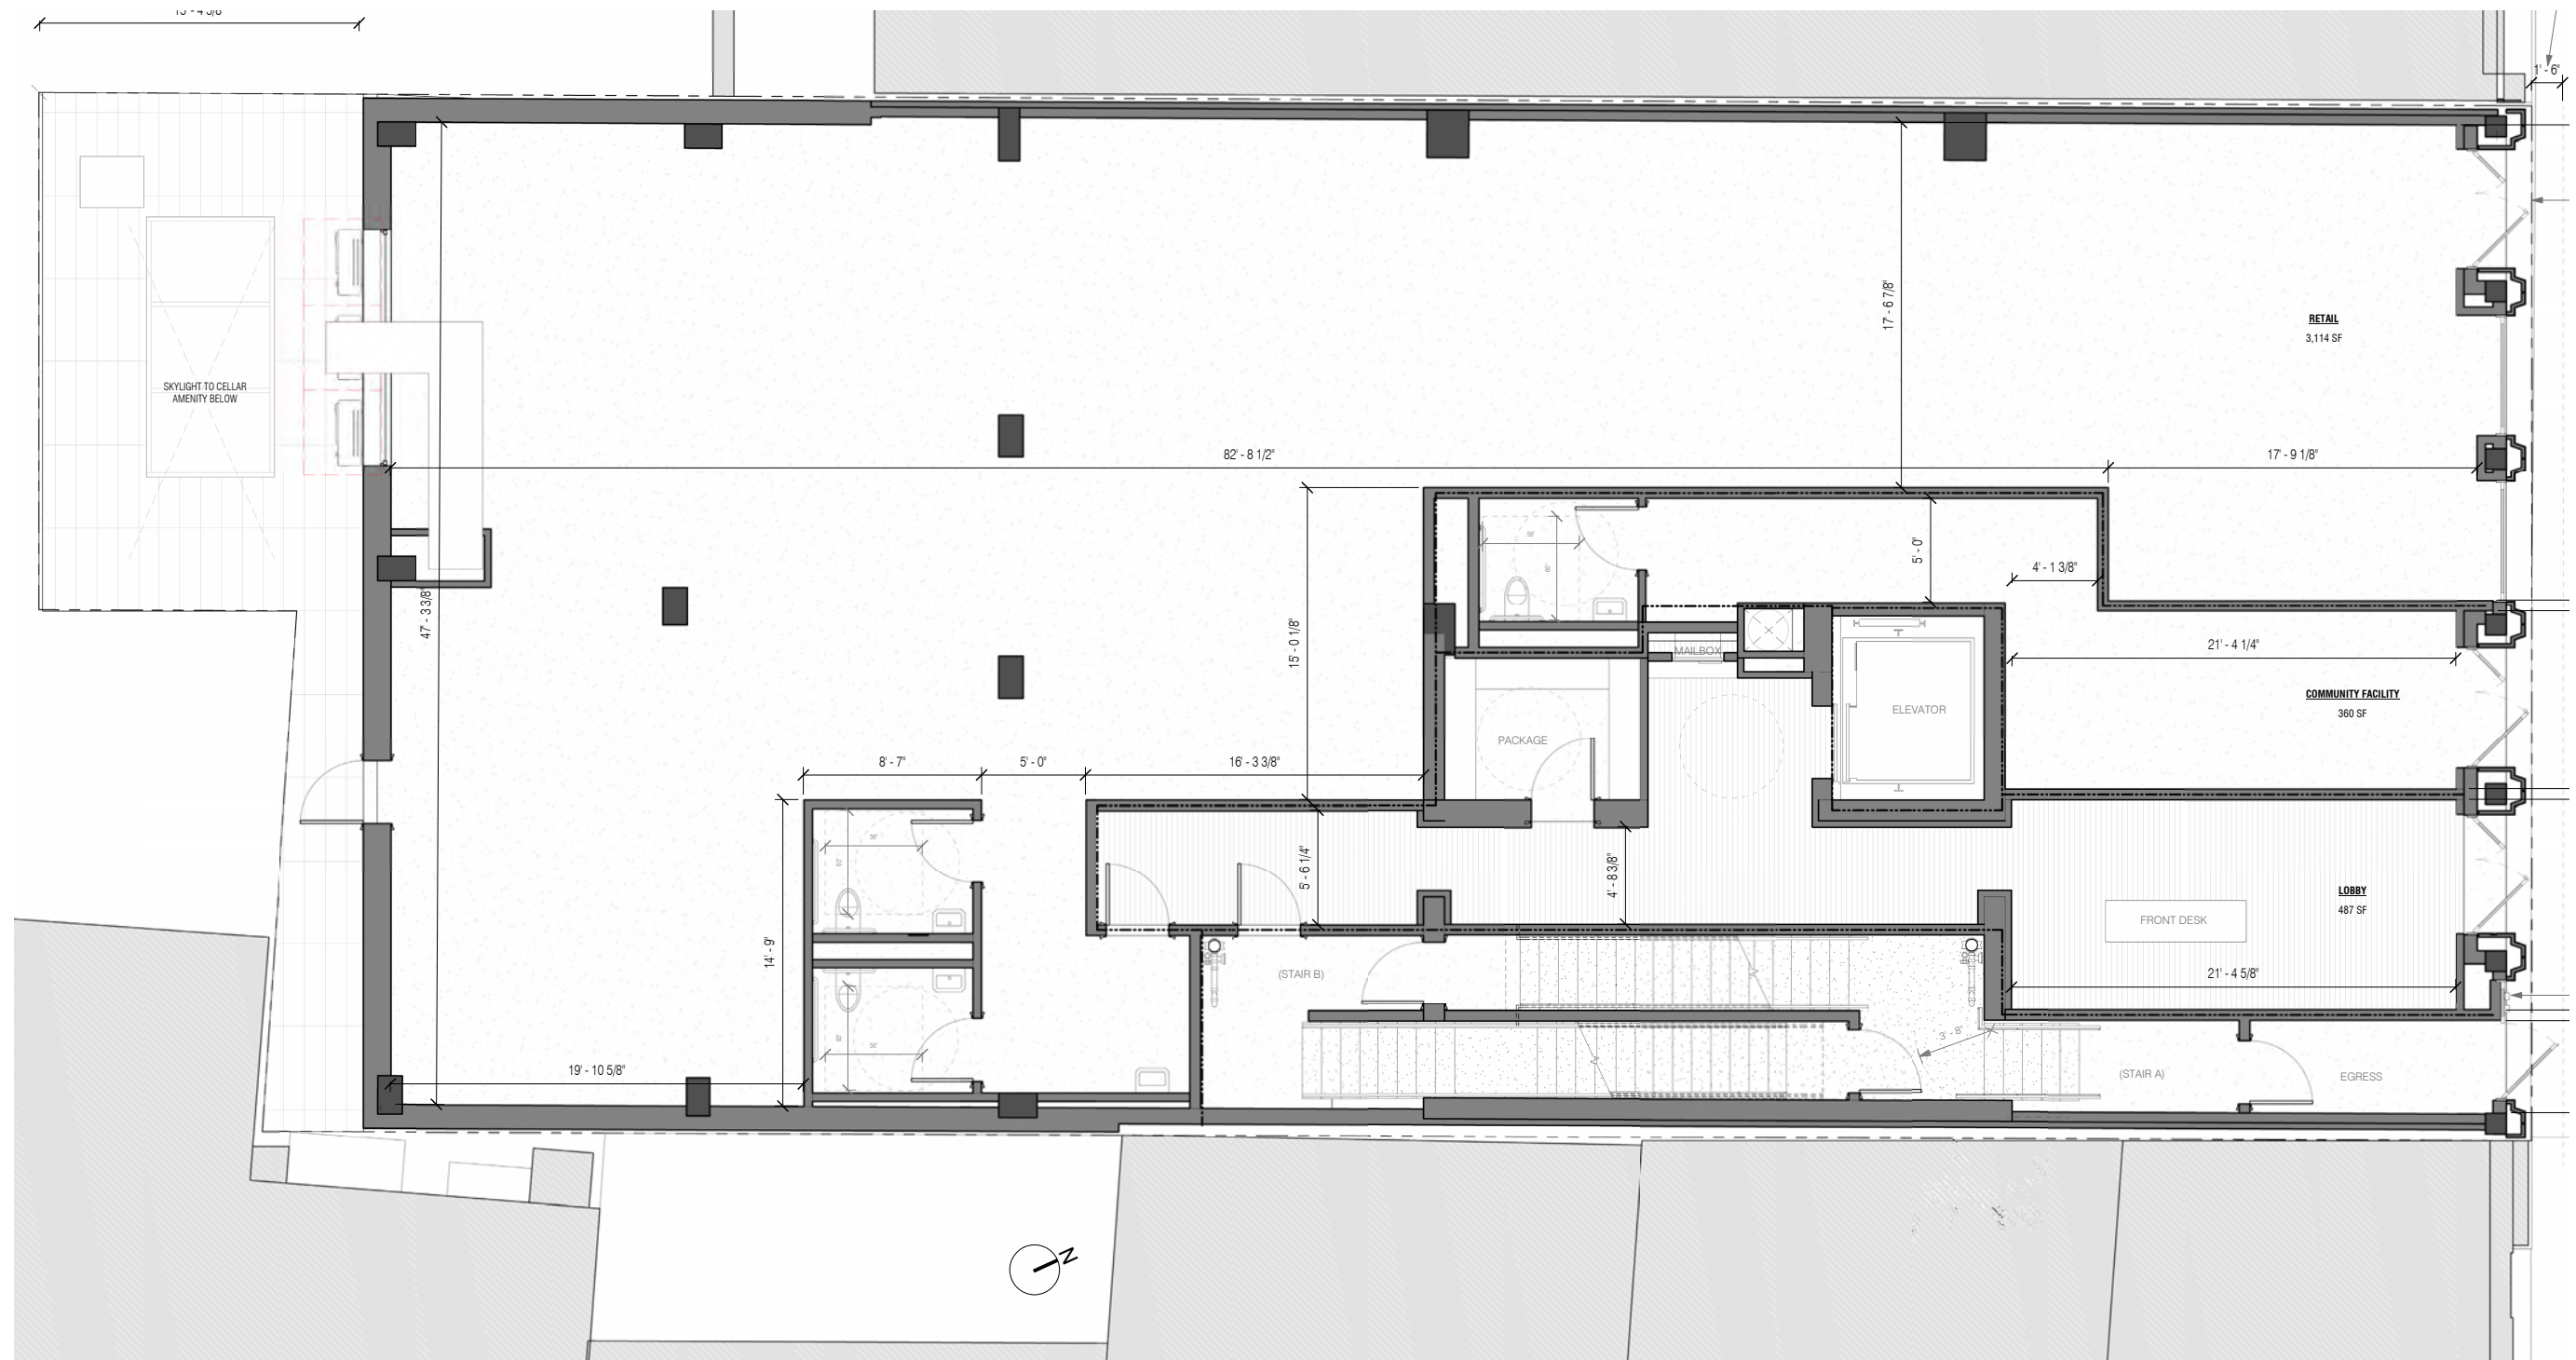 1' - 6"
RETAIL
3,114 SF
17' - 6 7/8"
SKYLIGHT TO CELLAR
AMENITY BELOW
82' - 8 1/2"
17' - 9 1/8"
5' - 0"
4' - 1 3/8"
47' - 3 3/8"
15' - 0 1/8"
MAILBOX
21' - 4 1/4"
COMMUNITY FACILITY
360 SF
ELEVATOR
PACKAGE
8' - 7"
5' - 0"
16' - 3 3/8"
5' - 6 1/4"
4' - 8 3/8"
LOBBY
487 SF
FRONT DESK
14' - 9"
(STAIR B)
21' - 4 5/8"
3' - 8"
19' - 10 5/8"
(STAIR A)
EGRESS
N